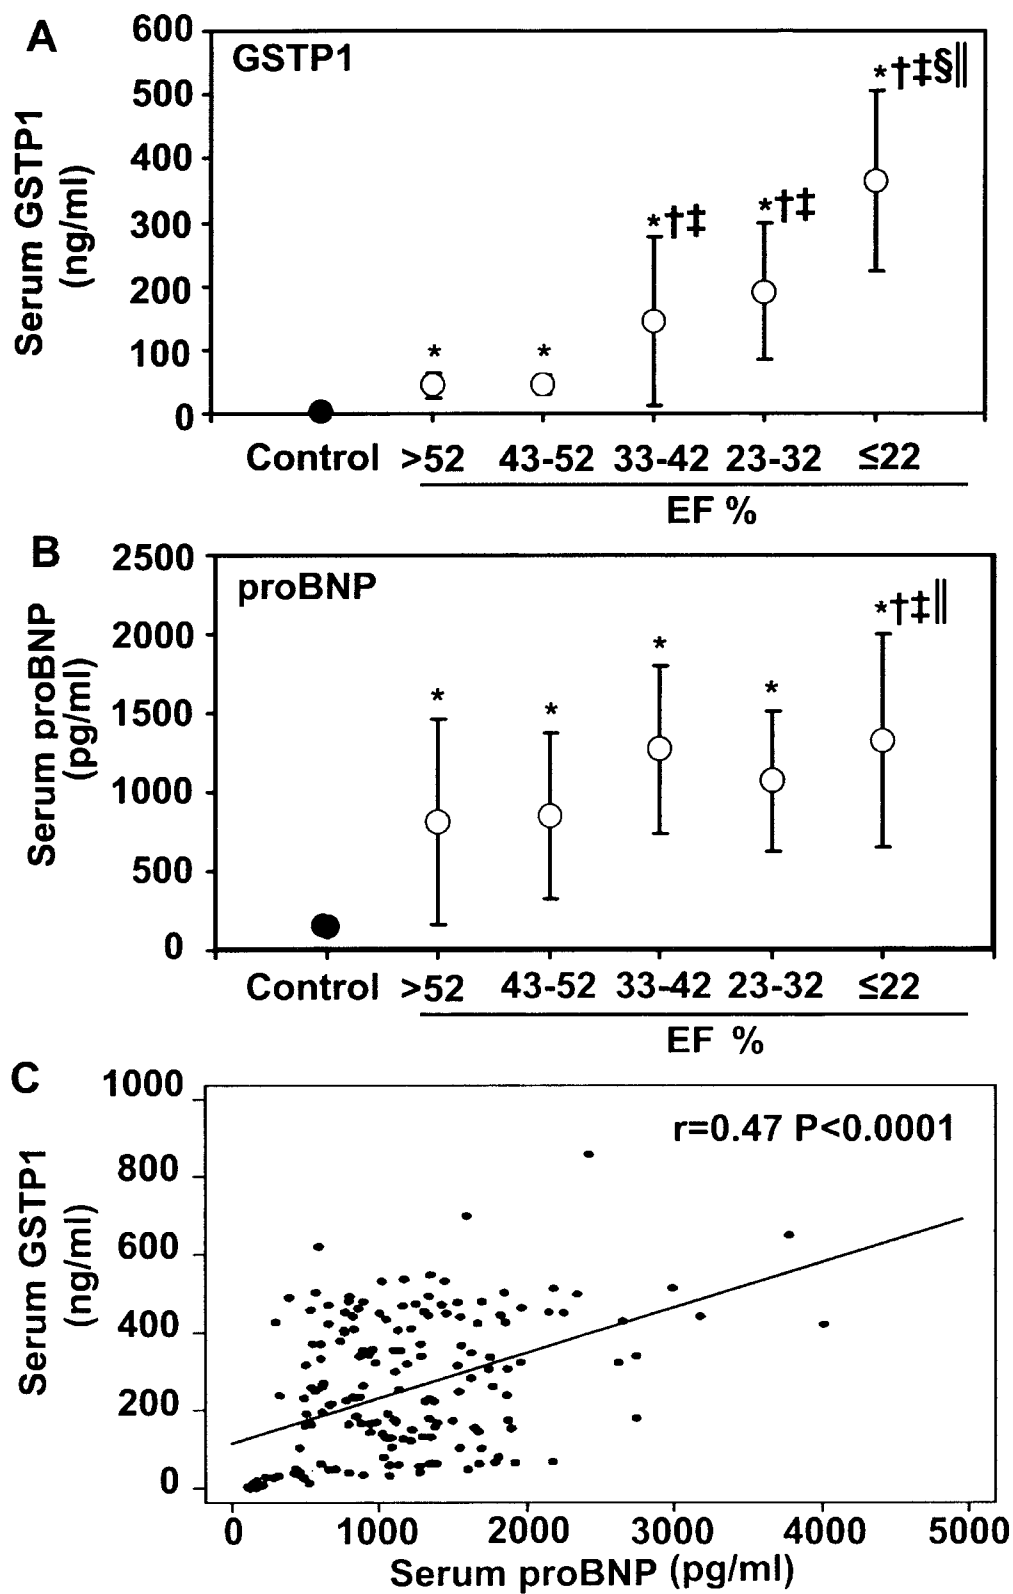 A
GSTP1
Serum GSTP1
(ng/ml)
600
500
400
300
200
100
0
*
*
*†‡
*†‡
*†‡§||
Control >52 43-52 33-42 23-32 ≤22
EF %
B
proBNP
Serum proBNP
(pg/ml)
2500
2000
1500
1000
500
0
*
*
*
*
*†‡||
Control >52 43-52 33-42 23-32 ≤22
EF %
C
r=0.47 P<0.0001
Serum GSTP1
(ng/ml)
1000
800
600
400
200
0
0 1000 2000 3000 4000 5000
Serum proBNP (pg/ml)